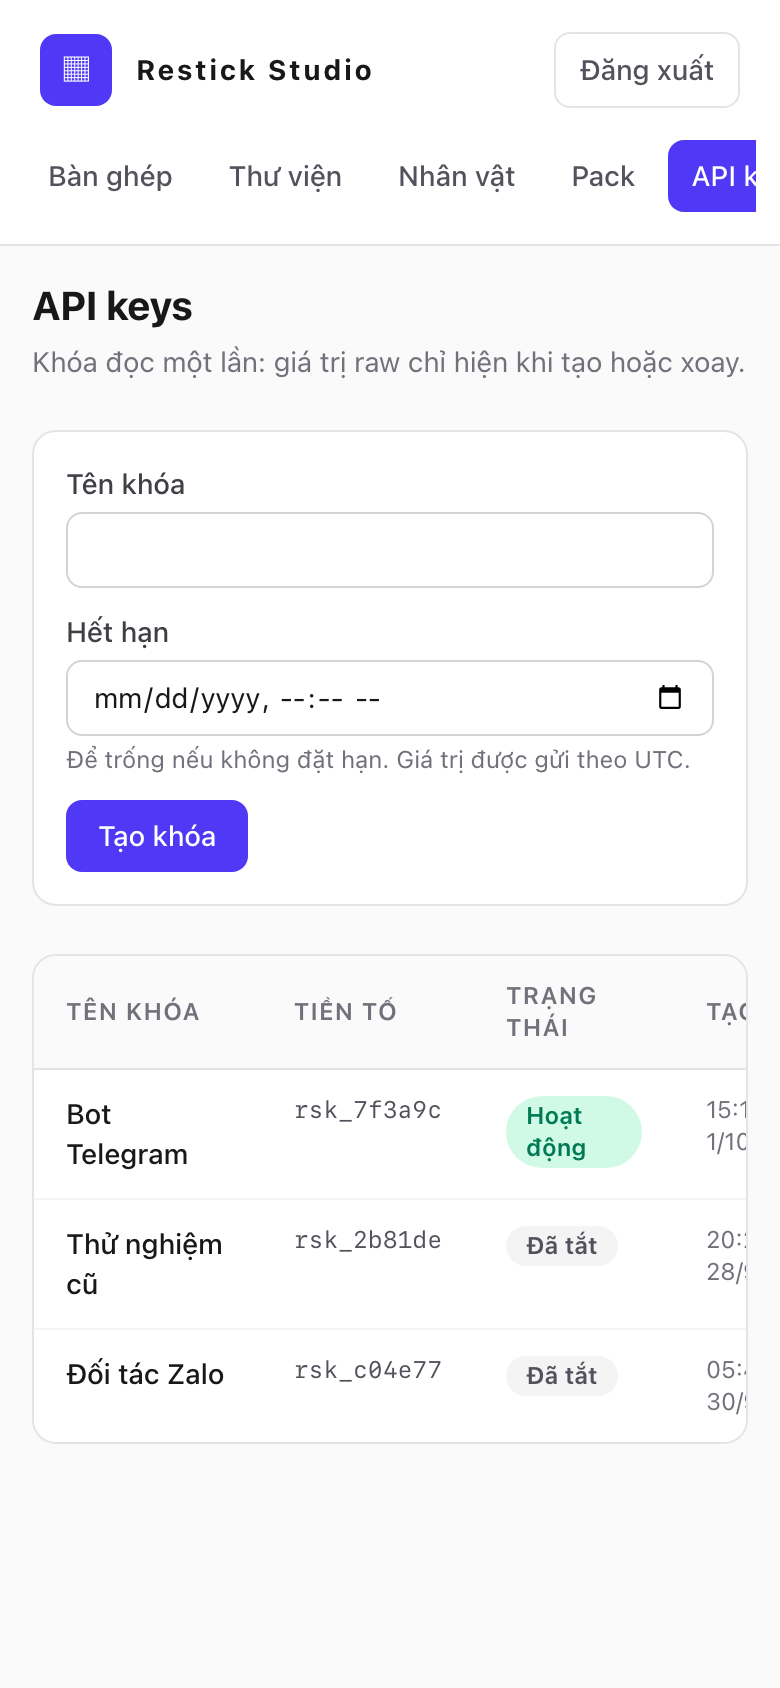 Restick Studio
Đăng xuất
Bàn ghép
Thư viện
Nhân vật
Pack
API
API keys
Khóa đọc một lần: giá trị raw chỉ hiện khi tạo hoặc xoay.
Tên khóa
Hết hạn
mm/dd/yyyy, --:-- --
Để trống nếu không đặt hạn. Giá trị được gửi theo UTC.
Tạo khóa
TÊN KHÓA
TIỀN TỐ
TRẠNG
THÁI
Bot
Telegram
rsk_7f3a9c
Hoạt
động
Thử nghiệm
cũ
rsk_2b81de
Đã tắt
Đối tác Zalo
rsk_c04e77
Đã tắt